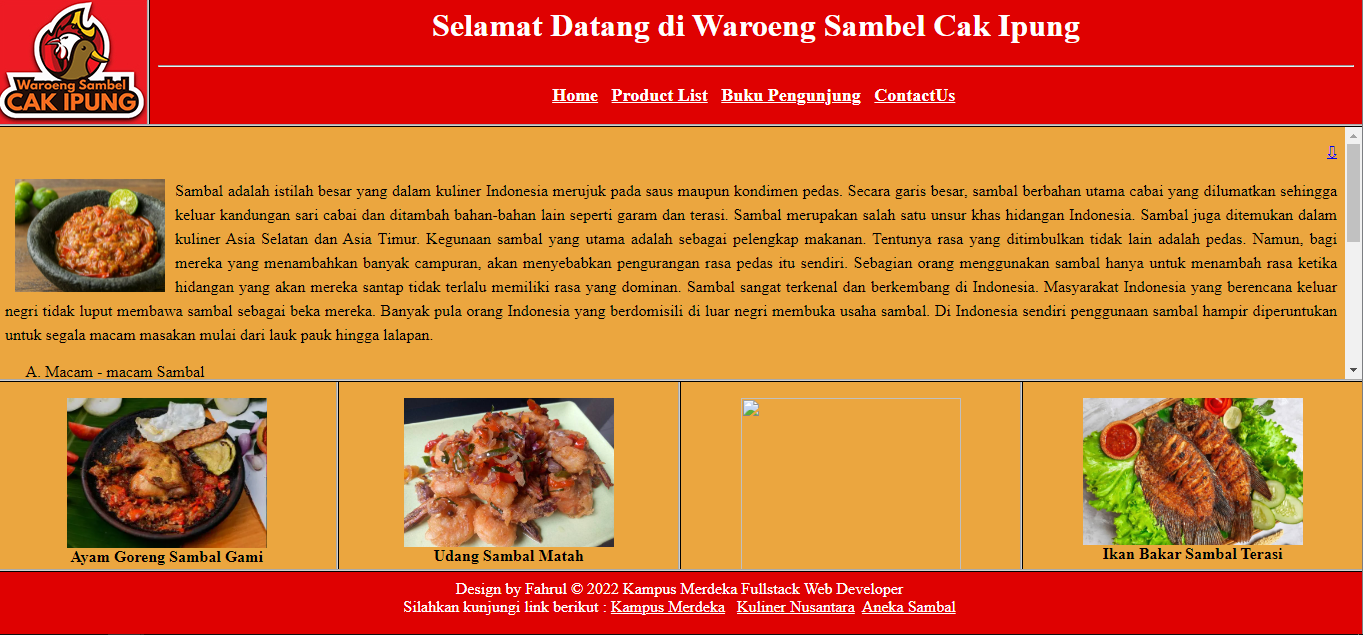 Waroeng Sambel
CAK IPUNG
Selamat Datang di Waroeng Sambel Cak Ipung
Home Product List Buku Pengunjung ContactUs
⇩
Sambal adalah istilah besar yang dalam kuliner Indonesia merujuk pada saus maupun kondimen pedas. Secara garis besar, sambal berbahan utama cabai yang dilumatkan sehingga
keluar kandungan sari cabai dan ditambah bahan-bahan lain seperti garam dan terasi. Sambal merupakan salah satu unsur khas hidangan Indonesia. Sambal juga ditemukan dalam
kuliner Asia Selatan dan Asia Timur. Kegunaan sambal yang utama adalah sebagai pelengkap makanan. Tentunya rasa yang ditimbulkan tidak lain adalah pedas. Namun, bagi
mereka yang menambahkan banyak campuran, akan menyebabkan pengurangan rasa pedas itu sendiri. Sebagian orang menggunakan sambal hanya untuk menambah rasa ketika
hidangan yang akan mereka santap tidak terlalu memiliki rasa yang dominan. Sambal sangat terkenal dan berkembang di Indonesia. Masyarakat Indonesia yang berencana keluar
negri tidak luput membawa sambal sebagai beka mereka. Banyak pula orang Indonesia yang berdomisili di luar negri membuka usaha sambal. Di Indonesia sendiri penggunaan sambal hampir diperuntukan
untuk segala macam masakan mulai dari lauk pauk hingga lalapan.
A. Macam - macam Sambal
Ayam Goreng Sambal Gami
Udang Sambal Matah
Ikan Bakar Sambal Terasi
Design by Fahrul © 2022 Kampus Merdeka Fullstack Web Developer
Silahkan kunjungi link berikut : Kampus Merdeka Kuliner Nusantara Aneka Sambal